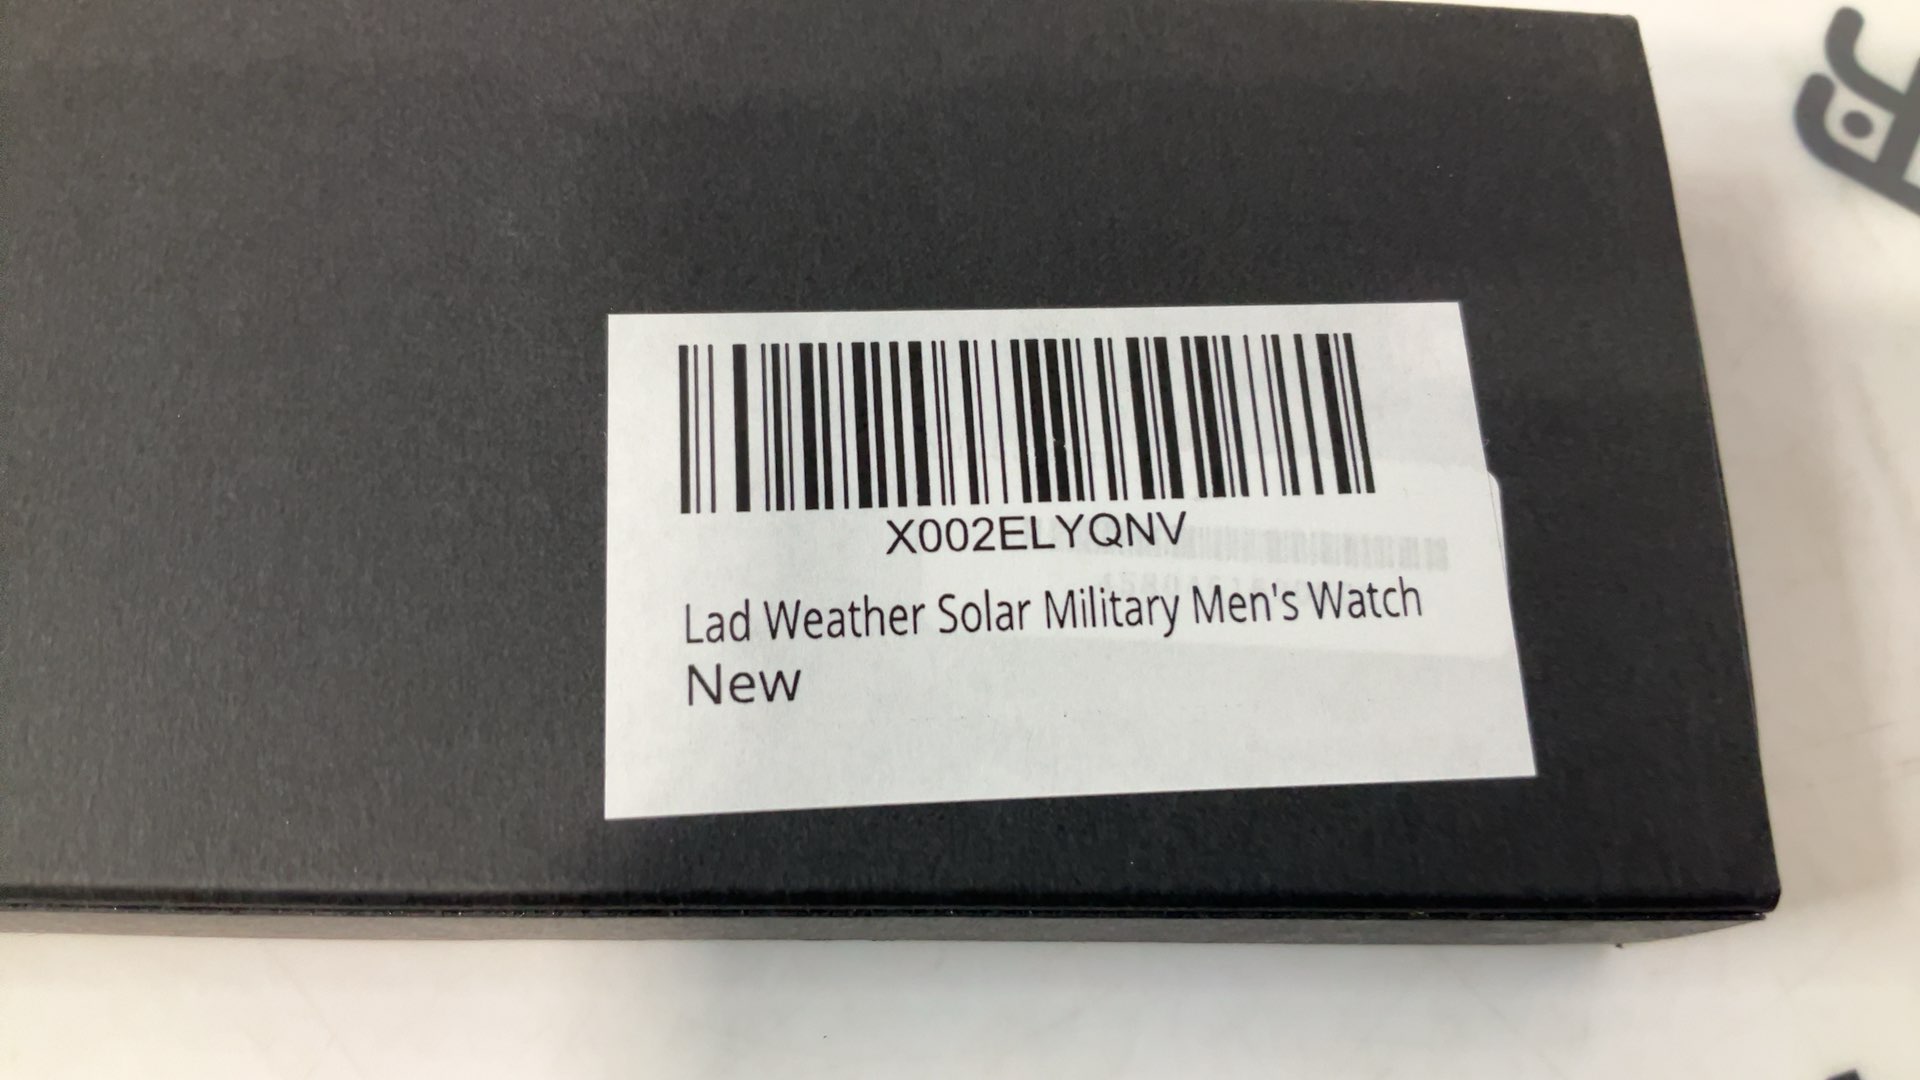 X002ELYQNV
Lad Weather Solar Military Men's Watch
New